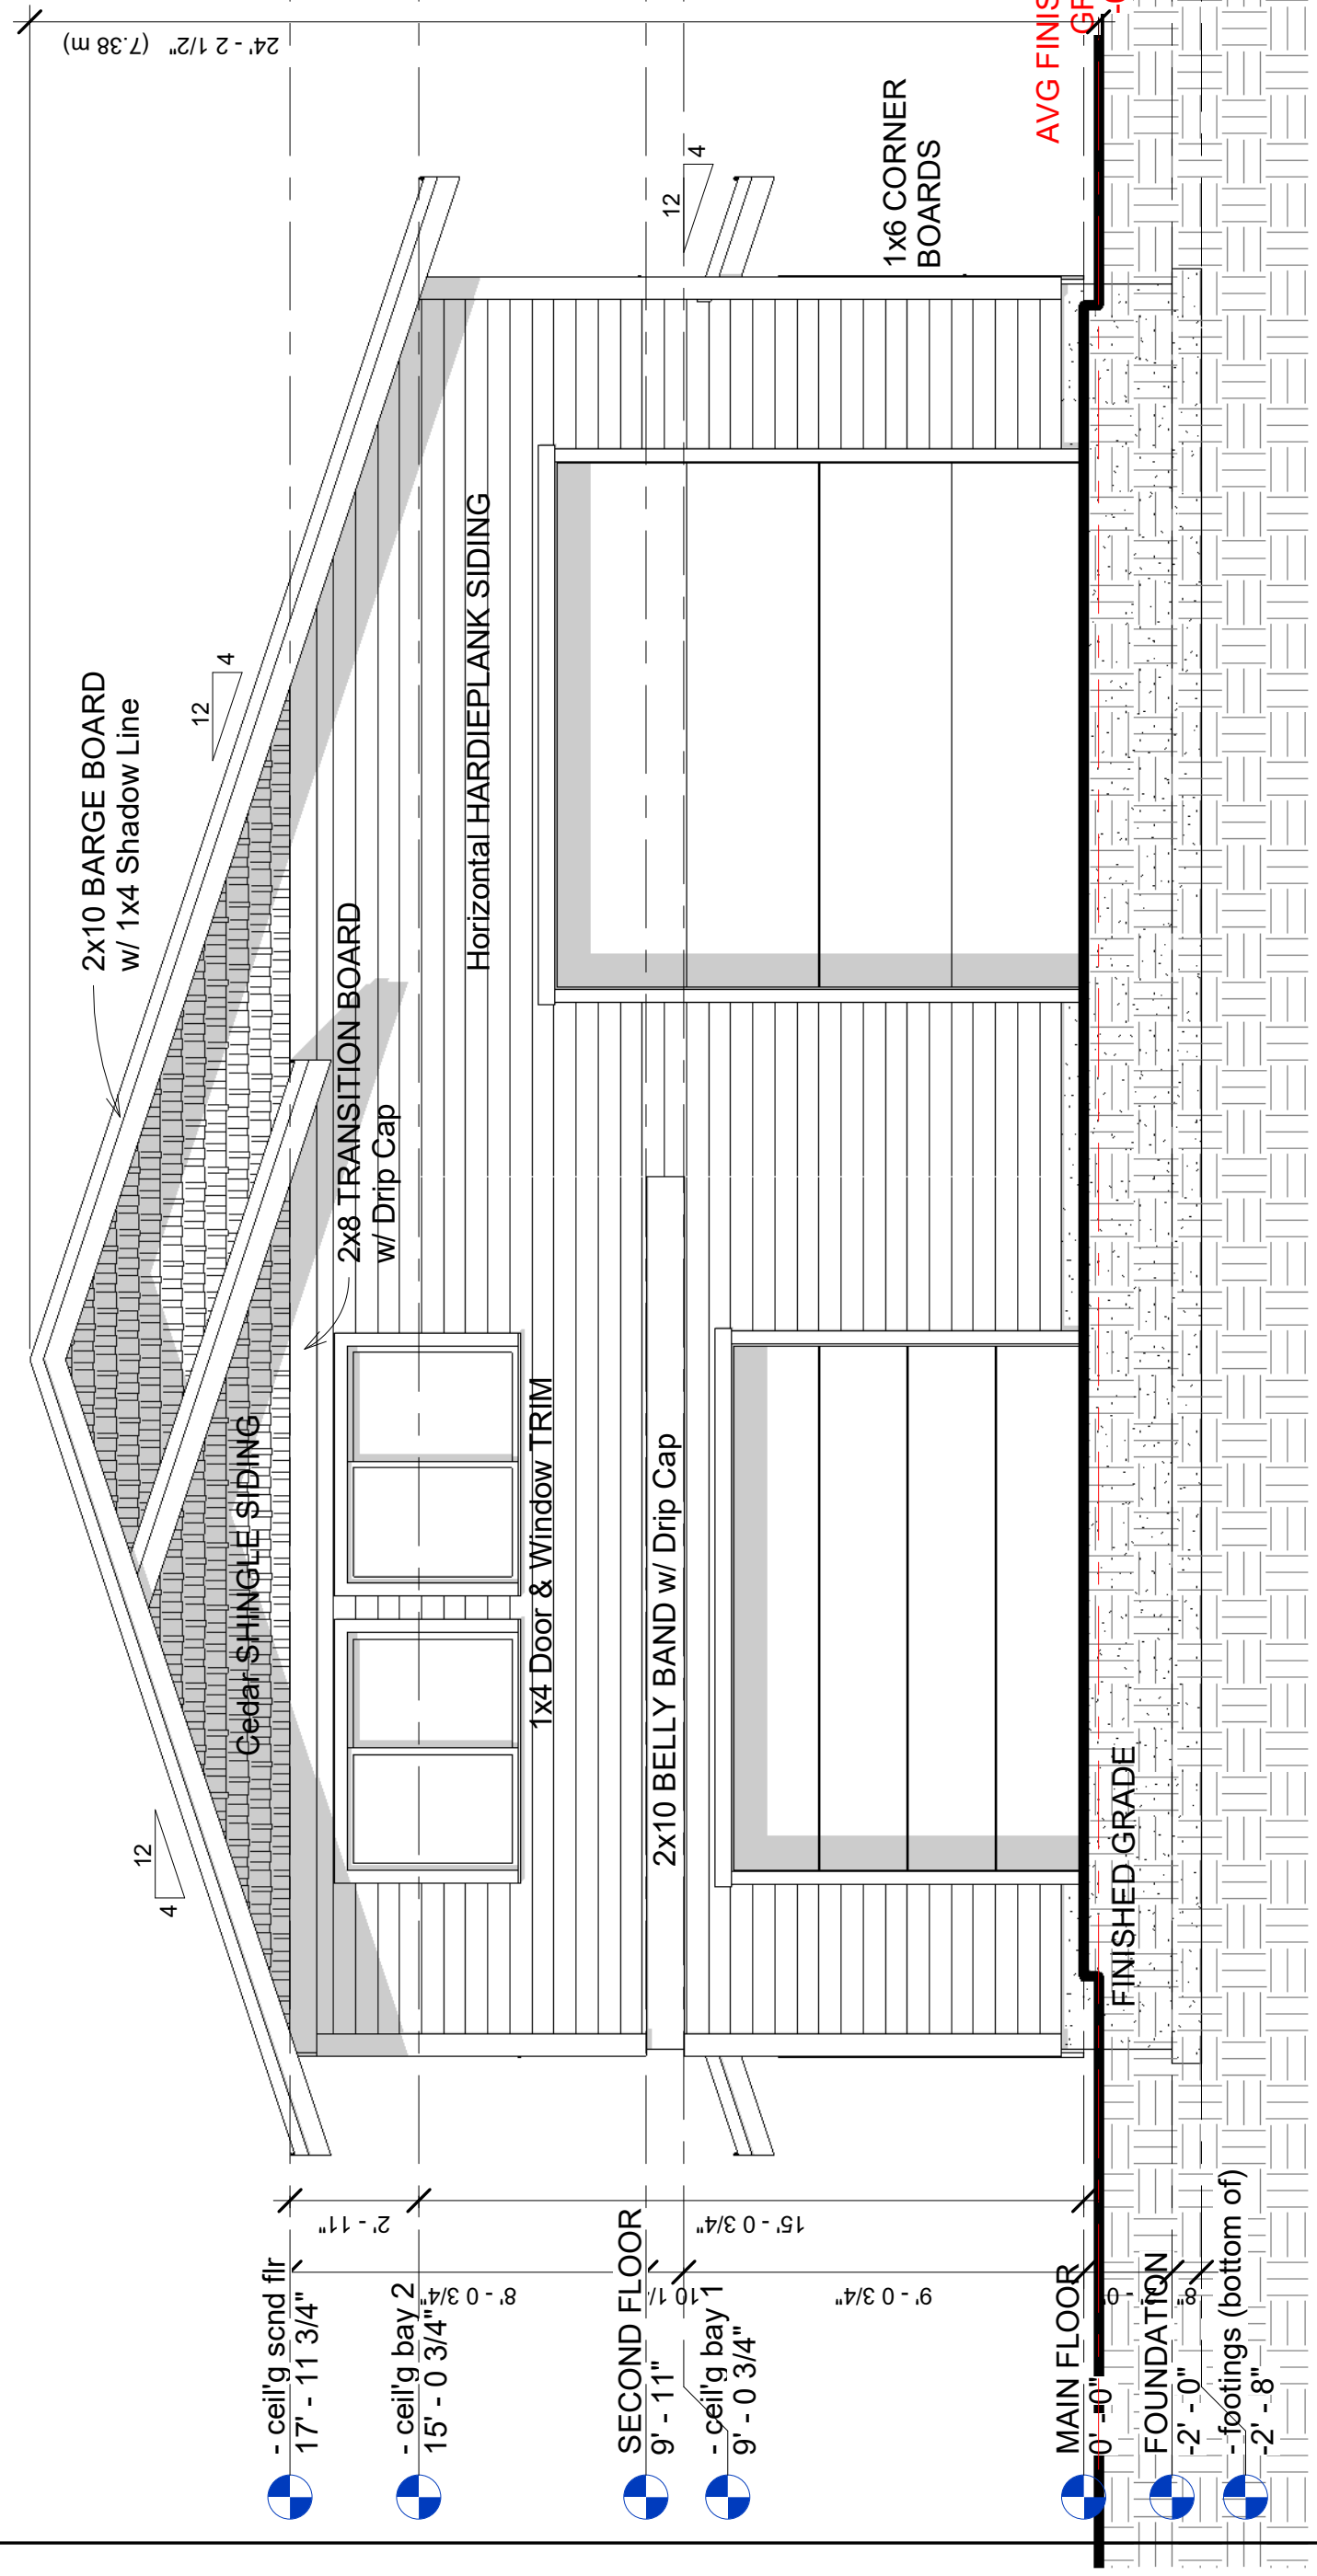 24' - 2 1/2" (7.38 m)
2x10 BARGE BOARD
w/ 1x4 Shadow Line
12
4
12
4
12
4
Cedar SHINGLE SIDING
2x8 TRANSITION BOARD
w/ Drip Cap
Horizontal HARDIEPLANK SIDING
1x4 Door & Window TRIM
2x10 BELLY BAND w/ Drip Cap
1x6 CORNER
BOARDS
AVG FINIS
FINISHED GRADE
- ceil'g scnd flr
17' - 11 3/4"
- ceil'g bay 2
15' - 0 3/4"
SECOND FLOOR
9' - 11"
- ceil'g bay 1
9' - 0 3/4"
MAIN FLOOR
0' - 0"
FOUNDATION
-2' - 0"
- footings (bottom of)
-2' - 8"
2' - 11"
15' - 0 3/4"
8' - 0 3/4"
9' - 0 3/4"
8"